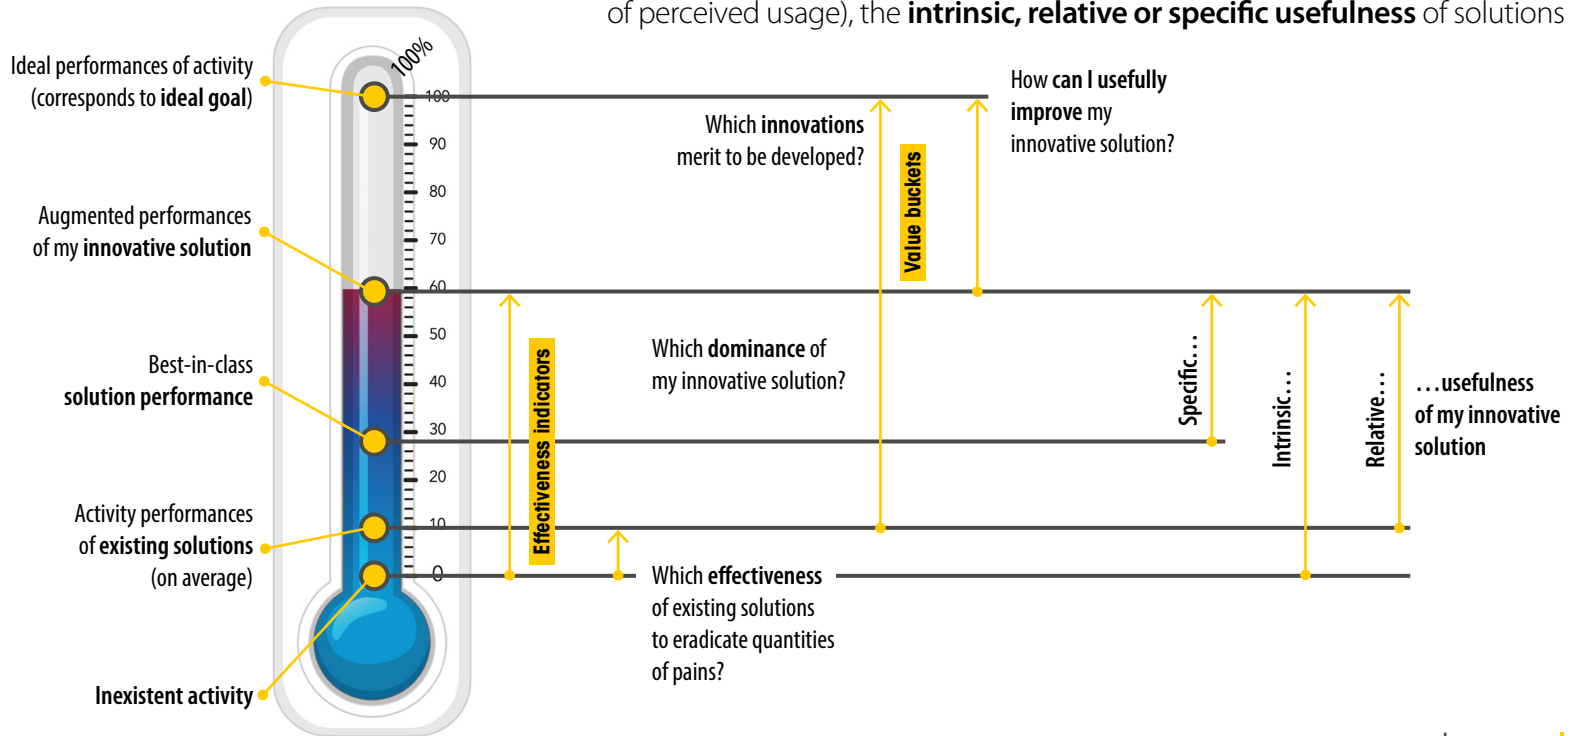 of perceived usage), the intrinsic, relative or specific usefulness of solutions
Ideal performances of activity
(corresponds to ideal goal)
Augmented performances
of my innovative solution
Best-in-class
solution performance
Activity performances
of existing solutions
(on average)
Inexistent activity
100%
100
90
80
70
60
50
40
30
20
10
0
Effectiveness indicators
Which innovations
merit to be developed?
Value buckets
How can I usefully
improve my
innovative solution?
Which dominance of
my innovative solution?
Which effectiveness
of existing solutions
to eradicate quantities
of pains?
Specific…
Intrinsic…
Relative…
…usefulness
of my innovative
solution